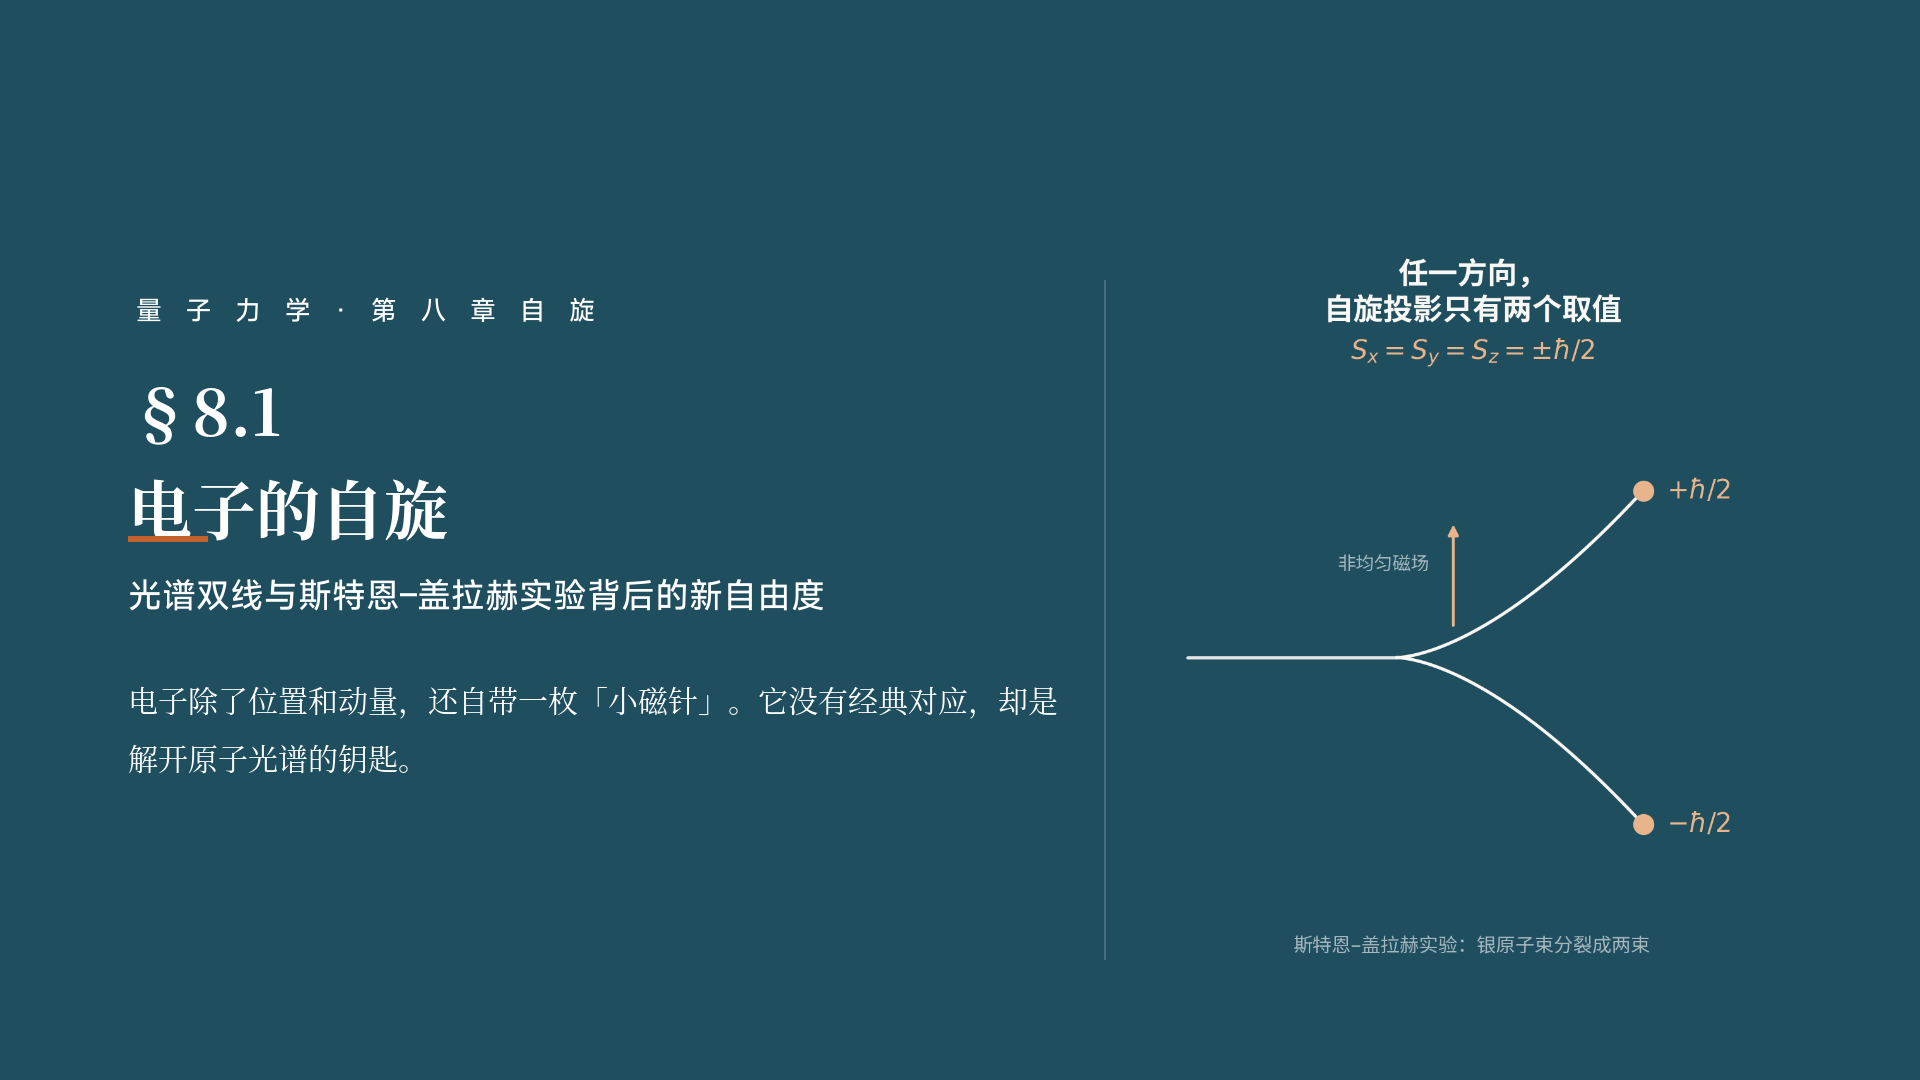 量子力学·第八章自旋
§ 8.1
电子的自旋
光谱双线与斯特恩–盖拉赫实验背后的新自由度
电子除了位置和动量，还自带一枚「小磁针」。它没有经典对应，却是
解开原子光谱的钥匙。
任一方向，
自旋投影只有两个取值
Sₓ = Sᵧ = S_z = ±ℏ/2
+ℏ/2
非均匀磁场
−ℏ/2
斯特恩–盖拉赫实验：银原子束分裂成两束